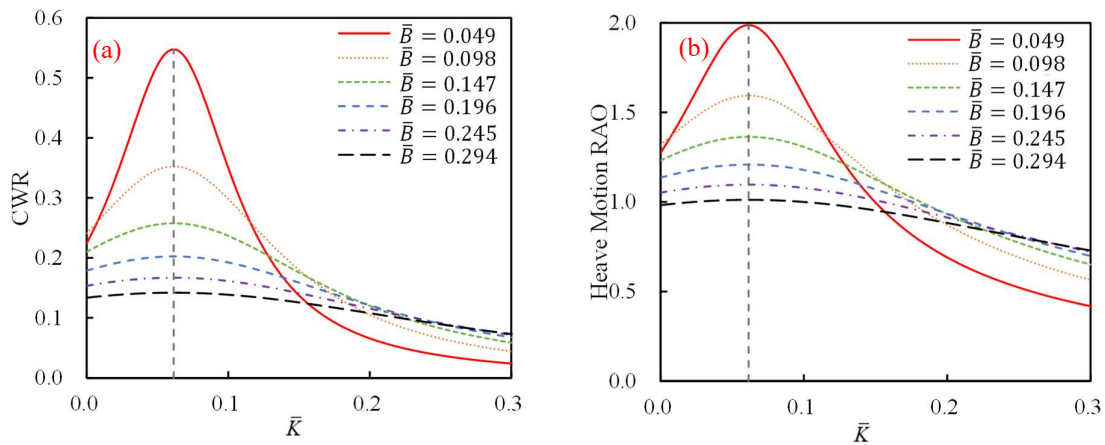 (a)
CWR
0.6
0.5
0.4
0.3
0.2
0.1
0.0
B̄ = 0.049
B̄ = 0.098
B̄ = 0.147
B̄ = 0.196
B̄ = 0.245
B̄ = 0.294
0.0 0.1 0.2 0.3
K̄
(b)
Heave Motion RAO
2.0
1.5
1.0
0.5
0.0
B̄ = 0.049
B̄ = 0.098
B̄ = 0.147
B̄ = 0.196
B̄ = 0.245
B̄ = 0.294
0.0 0.1 0.2 0.3
K̄